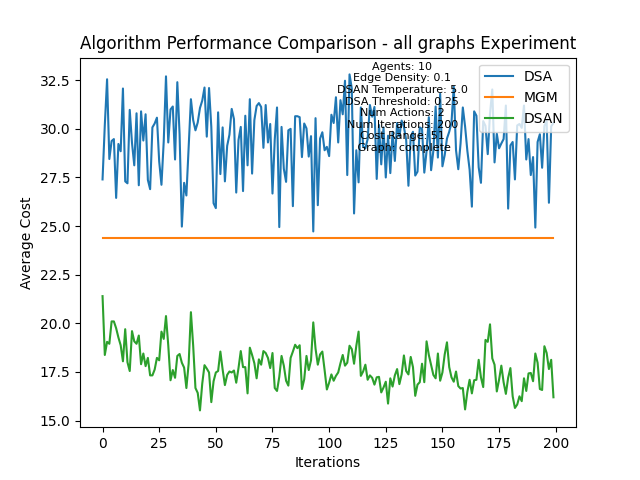 Algorithm Performance Comparison - all graphs Experiment
Agents: 10
Edge Density: 0.1
DSAN Temperature: 5.0
DSA Threshold: 0.25
Num Actions: 2
Num Iterations: 200
Cost Range: 51
Graph: complete
DSA
MGM
DSAN
Average Cost
32.5
30.0
27.5
25.0
22.5
20.0
17.5
15.0
0
25
50
75
100
125
150
175
200
Iterations